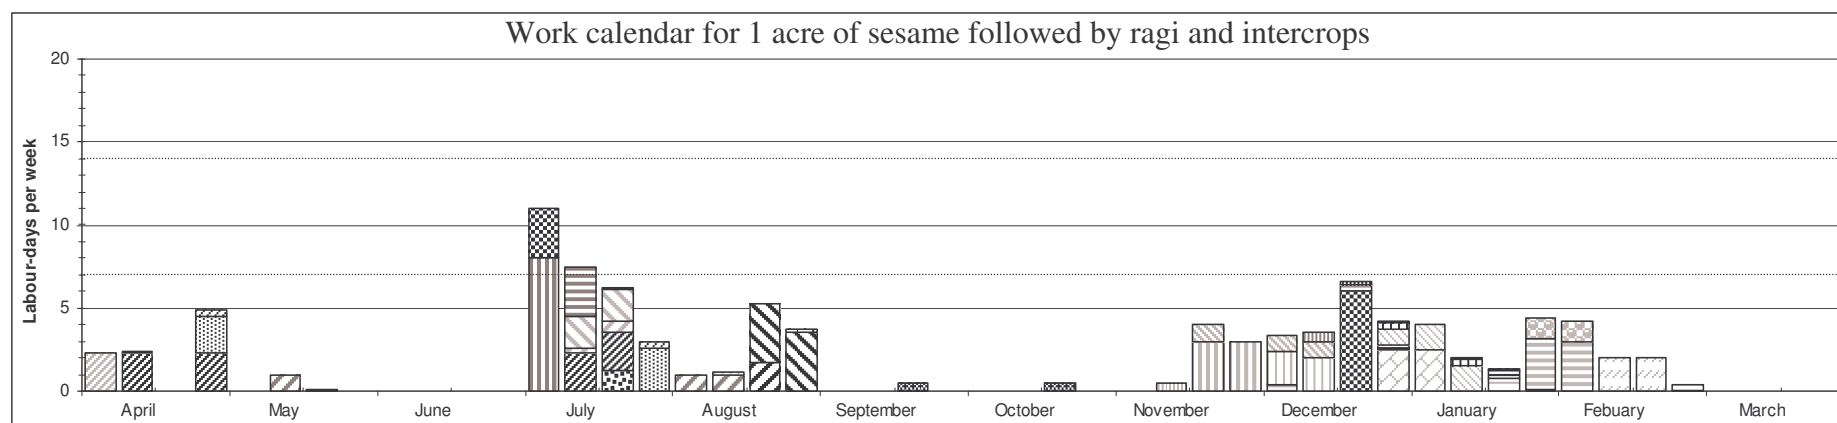 Work calendar for 1 acre of sesame followed by ragi and intercrops
20
15
10
5
0
Labour-days per week
April May June July August September October November December January Febuary March